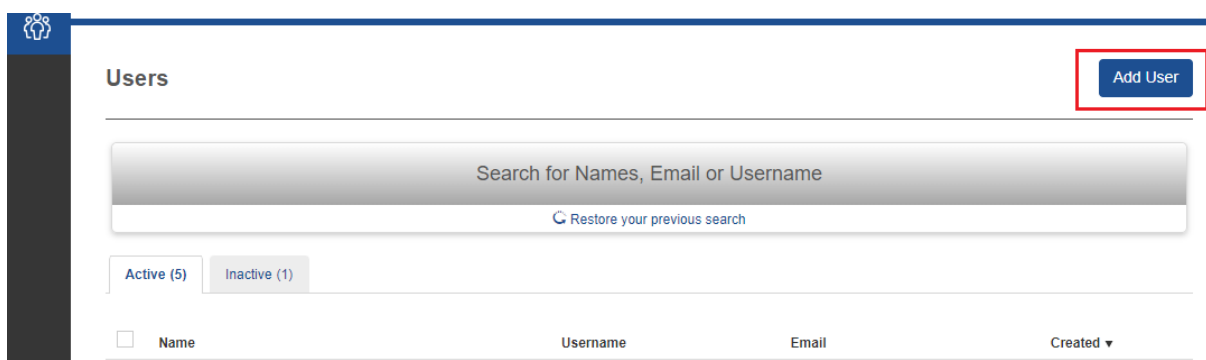 Users
Add User
Search for Names, Email or Username
Restore your previous search
Active (5)
Inactive (1)
Name Username Email Created ▼